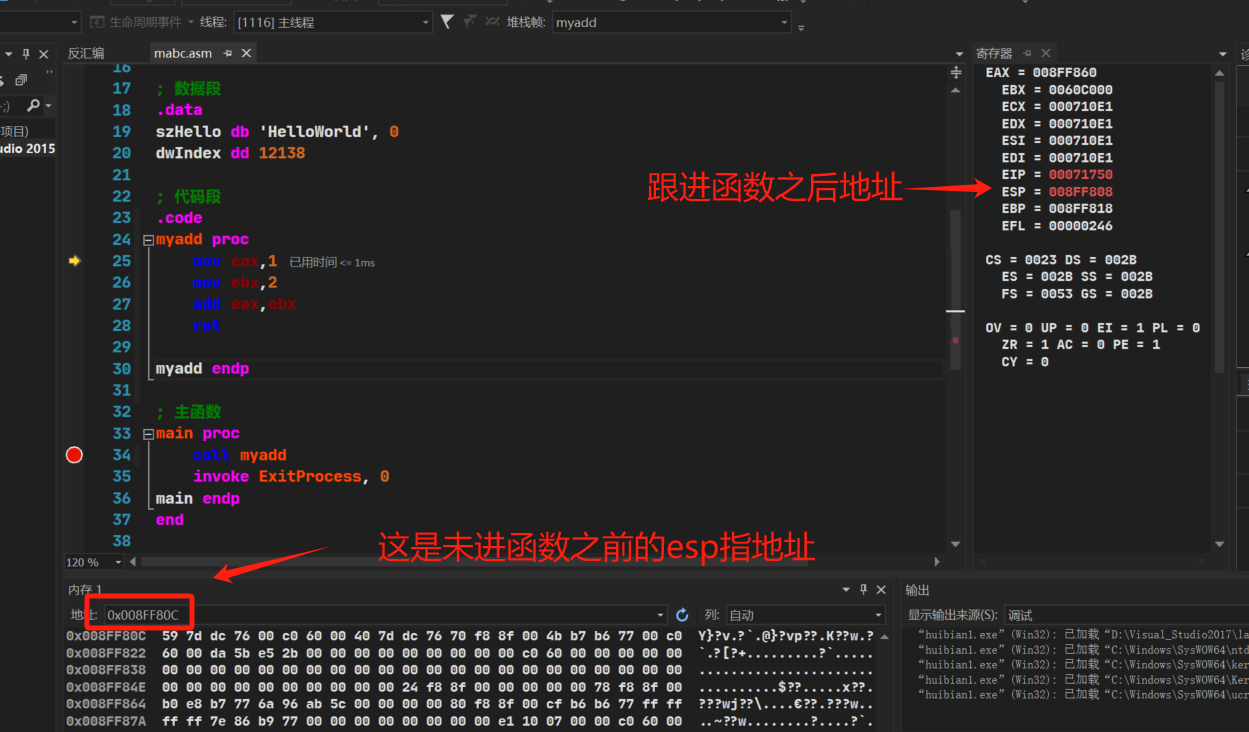 生命周期事件 线程: [1116] 主线程 堆栈帧: myadd
反汇编 mabc.asm
16
17 ; 数据段
18 .data
19 szHello db 'HelloWorld', 0
20 dwIndex dd 12138
21
22 ; 代码段
23 .code
24 myadd proc
25 mov eax,1 已用时间 <= 1ms
26 mov ebx,2
27 add eax,ebx
28 ret
29
30 myadd endp
31
32 ; 主函数
33 main proc
34 call myadd
35 invoke ExitProcess, 0
36 main endp
37 end
38
120 %
项目)
udio 2015
跟进函数之后地址
这是未进函数之前的esp指地址
寄存器
EAX = 008FF860
EBX = 0060C000
ECX = 000710E1
EDX = 000710E1
ESI = 000710E1
EDI = 000710E1
EIP = 00071750
ESP = 008FF808
EBP = 008FF818
EFL = 00000246
CS = 0023 DS = 002B
ES = 002B SS = 002B
FS = 0053 GS = 002B
OV = 0 UP = 0 EI = 1 PL = 0
ZR = 1 AC = 0 PE = 1
CY = 0
内存 1
地址: 0x008FF80C 列: 自动
0x008FF80C 59 7d dc 76 00 c0 60 00 40 7d dc 76 70 f8 8f 00 4b b7 b6 77 00 c0 Y}?v.?`.@}?vp??.K??w.?
0x008FF822 60 00 da 5b e5 2b 00 00 00 00 00 00 00 00 00 c0 60 00 00 00 00 00 `.?[?+.........?`.....
0x008FF838 00 00 00 00 00 00 00 00 00 00 00 00 00 00 00 00 00 00 00 00 00 00 ......................
0x008FF84E 00 00 00 00 00 00 00 00 00 00 24 f8 8f 00 00 00 00 00 78 f8 8f 00 ..........$??.....x??.
0x008FF864 b0 e8 b7 77 6a 96 ab 5c 00 00 00 00 80 f8 8f 00 cf b6 b6 77 ff ff ???wj??\....€??.???w..
0x008FF87A ff ff 7e 86 b9 77 00 00 00 00 00 00 00 00 e1 10 07 00 00 c0 60 00 ..~??w........?....?`.
输出
显示输出来源(S): 调试
“huibian1.exe” (Win32): 已加载 “D:\Visual_Studio2017\la
“huibian1.exe” (Win32): 已加载 “C:\Windows\SysWOW64\ntd
“huibian1.exe” (Win32): 已加载 “C:\Windows\SysWOW64\ker
“huibian1.exe” (Win32): 已加载 “C:\Windows\SysWOW64\Ker
“huibian1.exe” (Win32): 已加载 “C:\Windows\SysWOW64\ucr